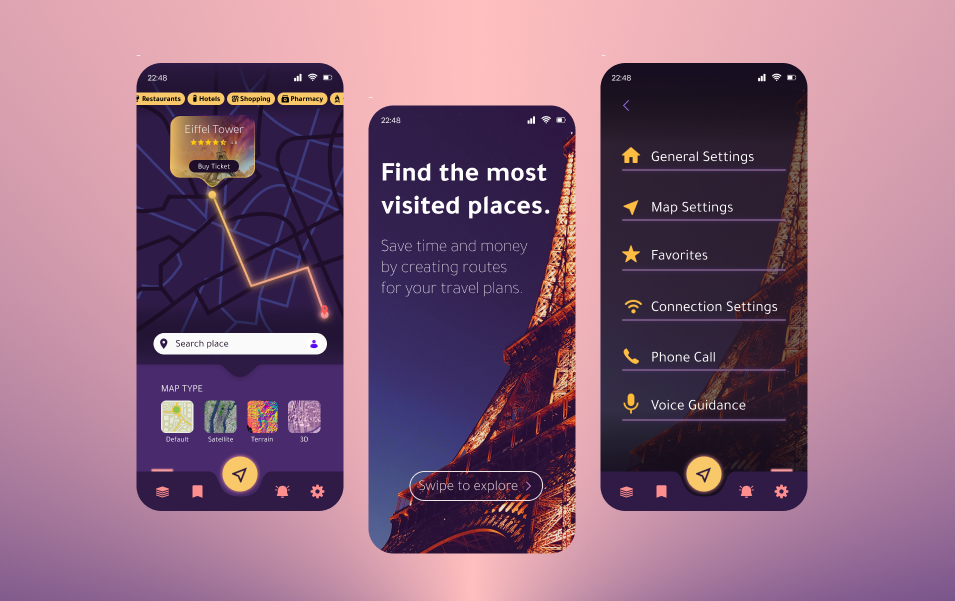 22:48
Restaurants
Hotels
Shopping
Pharmacy
Eiffel Tower
Buy Ticket
Search place
MAP TYPE
Default
Satellite
Terrain
3D
22:48
Find the most
visited places.
Save time and money
by creating routes
for your travel plans.
Swipe to explore
22:48
General Settings
Map Settings
Favorites
Connection Settings
Phone Call
Voice Guidance